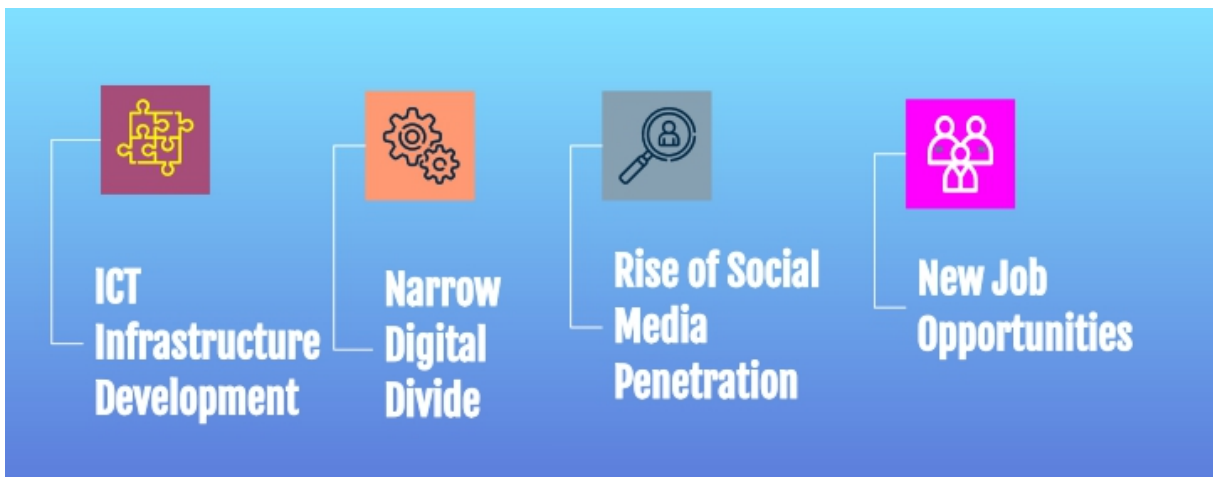 ICT
Infrastructure
Development
Narrow
Digital
Divide
Rise of Social
Media
Penetration
New Job
Opportunities